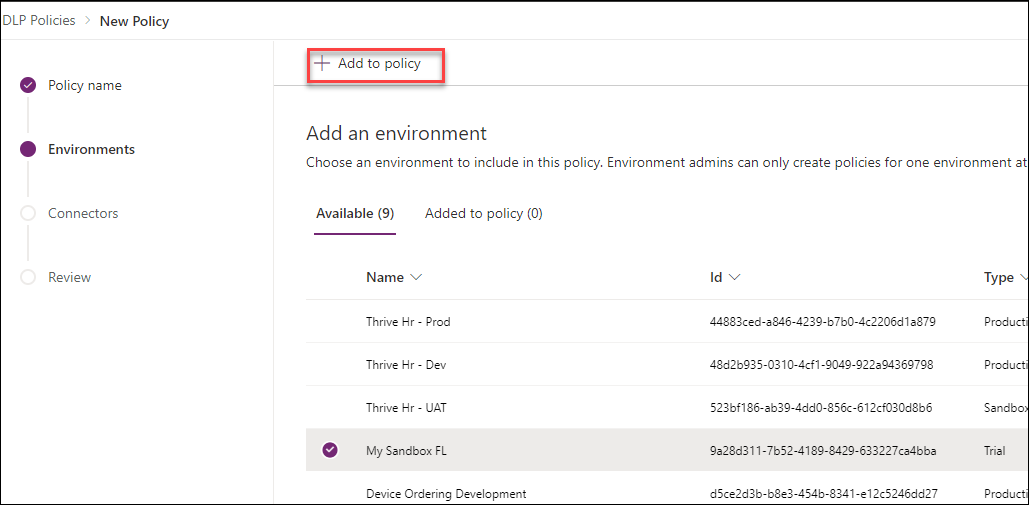 DLP Policies > New Policy
Policy name
Environments
Connectors
Review
+ Add to policy
Add an environment
Choose an environment to include in this policy. Environment admins can only create policies for one environment at
Available (9) Added to policy (0)
Name Id Type
Thrive Hr - Prod 44883ced-a846-4239-b7b0-4c2206d1a879 Producti
Thrive Hr - Dev 48d2b935-0310-4cf1-9049-922a94369798 Producti
Thrive Hr - UAT 523bf186-ab39-4dd0-856c-612cf030d8b6 Sandbox
My Sandbox FL 9a28d311-7b52-4189-8429-633227ca4bba Trial
Device Ordering Development d5ce2d3b-b8e3-454b-8341-e12c5246dd27 Producti